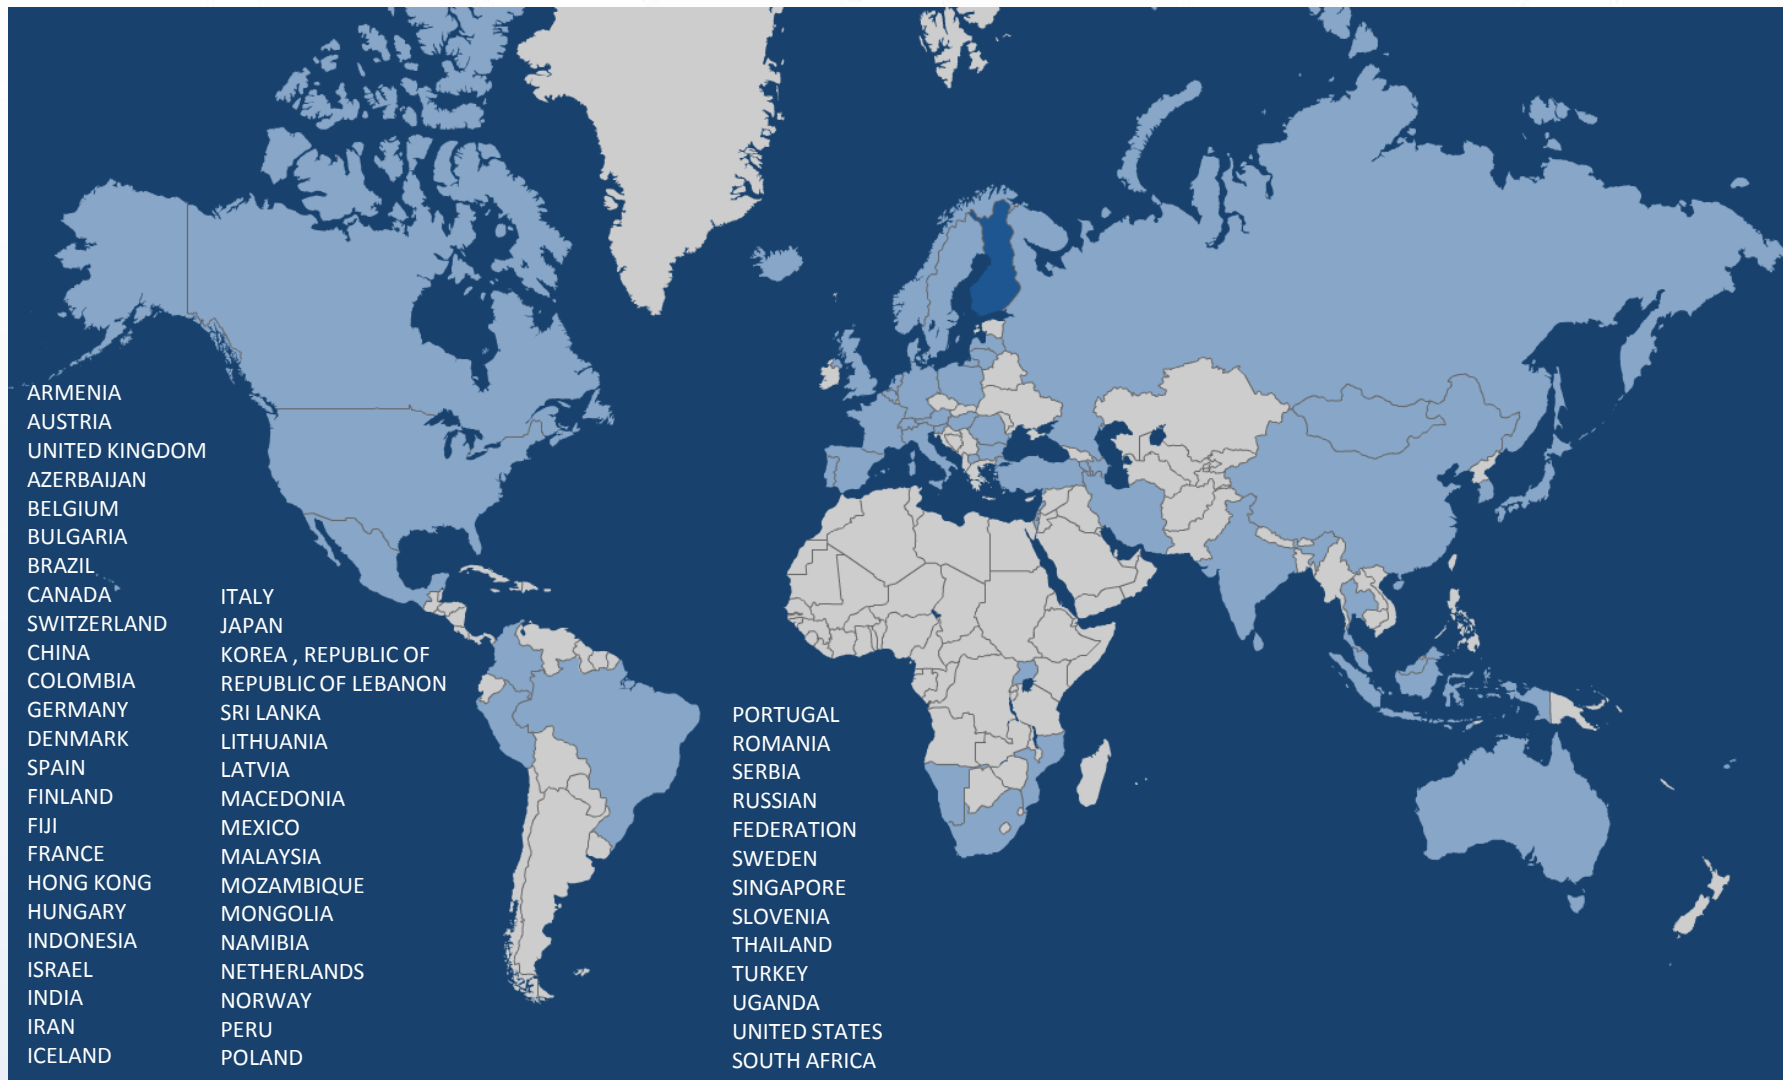 ARMENIA
AUSTRIA
UNITED KINGDOM
AZERBAIJAN
BELGIUM
BULGARIA
BRAZIL
CANADA
SWITZERLAND
CHINA
COLOMBIA
GERMANY
DENMARK
SPAIN
FINLAND
FIJI
FRANCE
HONG KONG
HUNGARY
INDONESIA
ISRAEL
INDIA
IRAN
ICELAND
ITALY
JAPAN
KOREA , REPUBLIC OF
REPUBLIC OF LEBANON
SRI LANKA
LITHUANIA
LATVIA
MACEDONIA
MEXICO
MALAYSIA
MOZAMBIQUE
MONGOLIA
NAMIBIA
NETHERLANDS
NORWAY
PERU
POLAND
PORTUGAL
ROMANIA
SERBIA
RUSSIAN
FEDERATION
SWEDEN
SINGAPORE
SLOVENIA
THAILAND
TURKEY
UGANDA
UNITED STATES
SOUTH AFRICA